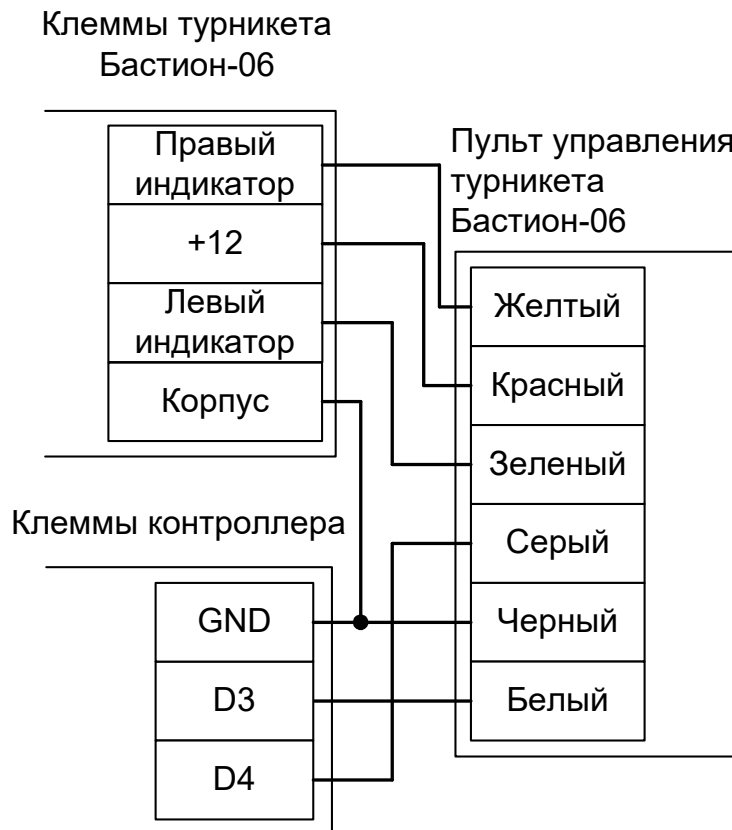 Клеммы турникета
Бастион-06
Правый
индикатор
+12
Левый
индикатор
Корпус
Пульт управления
турникета
Бастион-06
Желтый
Красный
Зеленый
Серый
Черный
Белый
Клеммы контроллера
GND
D3
D4